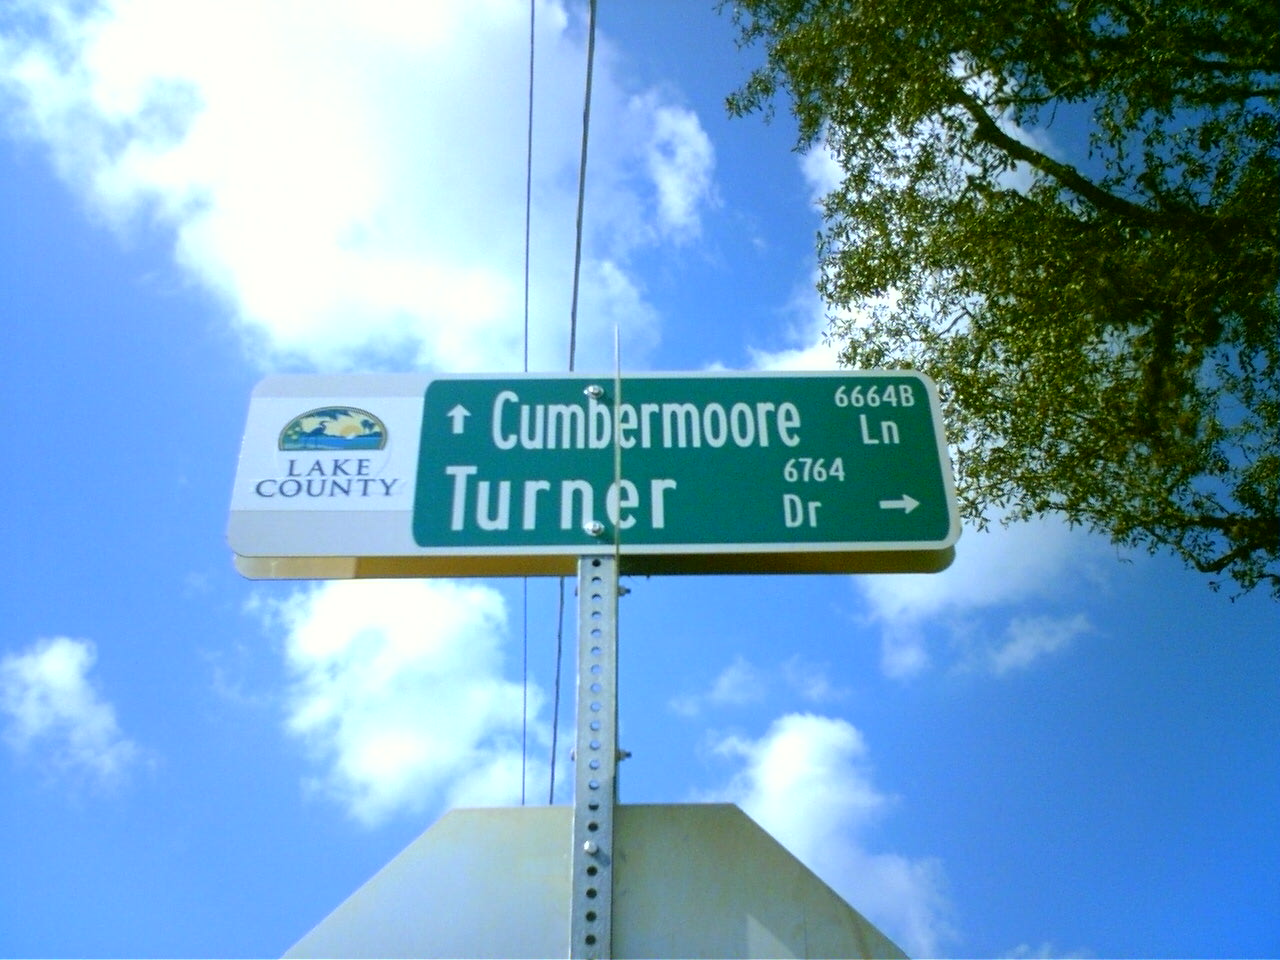 LAKE
COUNTY
↑ Cumbermoore 6664B Ln
Turner 6764 Dr →